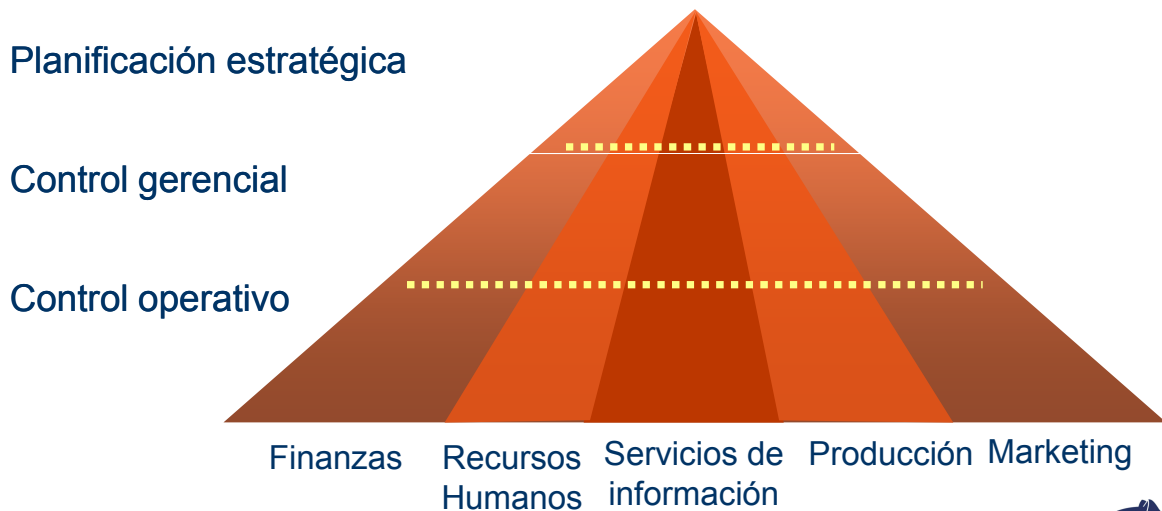 Planificación estratégica
Control gerencial
Control operativo
Finanzas
Recursos
Humanos
Servicios de
información
Producción
Marketing